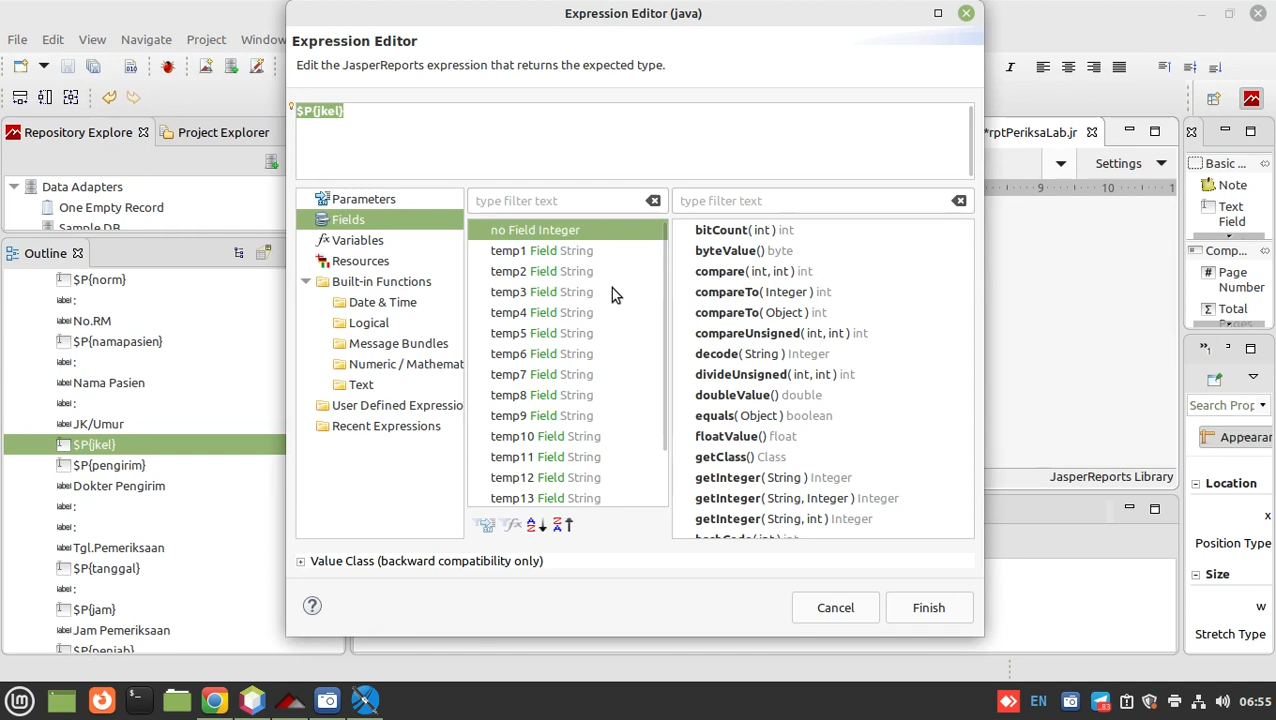 Expression Editor (java)
File Edit View Navigate Project Window
Expression Editor
Edit the JasperReports expression that returns the expected type.
$P{jkel}
Repository Explore
Project Explorer
*rptPeriksaLab.jr
Settings
Basic ...
Data Adapters
One Empty Record
Sample DB
Note
Text
Field
Outline
Parameters
Fields
Variables
Resources
Built-in Functions
Date & Time
Logical
Message Bundles
Numeric / Mathemat
Text
User Defined Expressio
Recent Expressions
type filter text
no Field Integer
temp1 Field String
temp2 Field String
temp3 Field String
temp4 Field String
temp5 Field String
temp6 Field String
temp7 Field String
temp8 Field String
temp9 Field String
temp10 Field String
temp11 Field String
temp12 Field String
temp13 Field String
type filter text
bitCount( int ) int
byteValue() byte
compare( int, int ) int
compareTo( Integer ) int
compareTo( Object ) int
compareUnsigned( int, int ) int
decode( String ) Integer
divideUnsigned( int, int ) int
doubleValue() double
equals( Object ) boolean
floatValue() float
getClass() Class
getInteger( String ) Integer
getInteger( String, Integer ) Integer
getInteger( String, int ) Integer
hashCode( int ) int
9 10 1
Comp...
Page
Number
Total
Pages
$P{norm}
:
No.RM
$P{namapasien}
:
Nama Pasien
:
JK/Umur
$P{jkel}
$P{pengirim}
Dokter Pengirim
:
:
Tgl.Pemeriksaan
$P{tanggal}
:
$P{jam}
Jam Pemeriksaan
$P{penjab}
Search Prop
Appearan
JasperReports Library
Location
x
Position Type
Size
w
Stretch Type
Value Class (backward compatibility only)
Cancel
Finish
EN
83
06:55